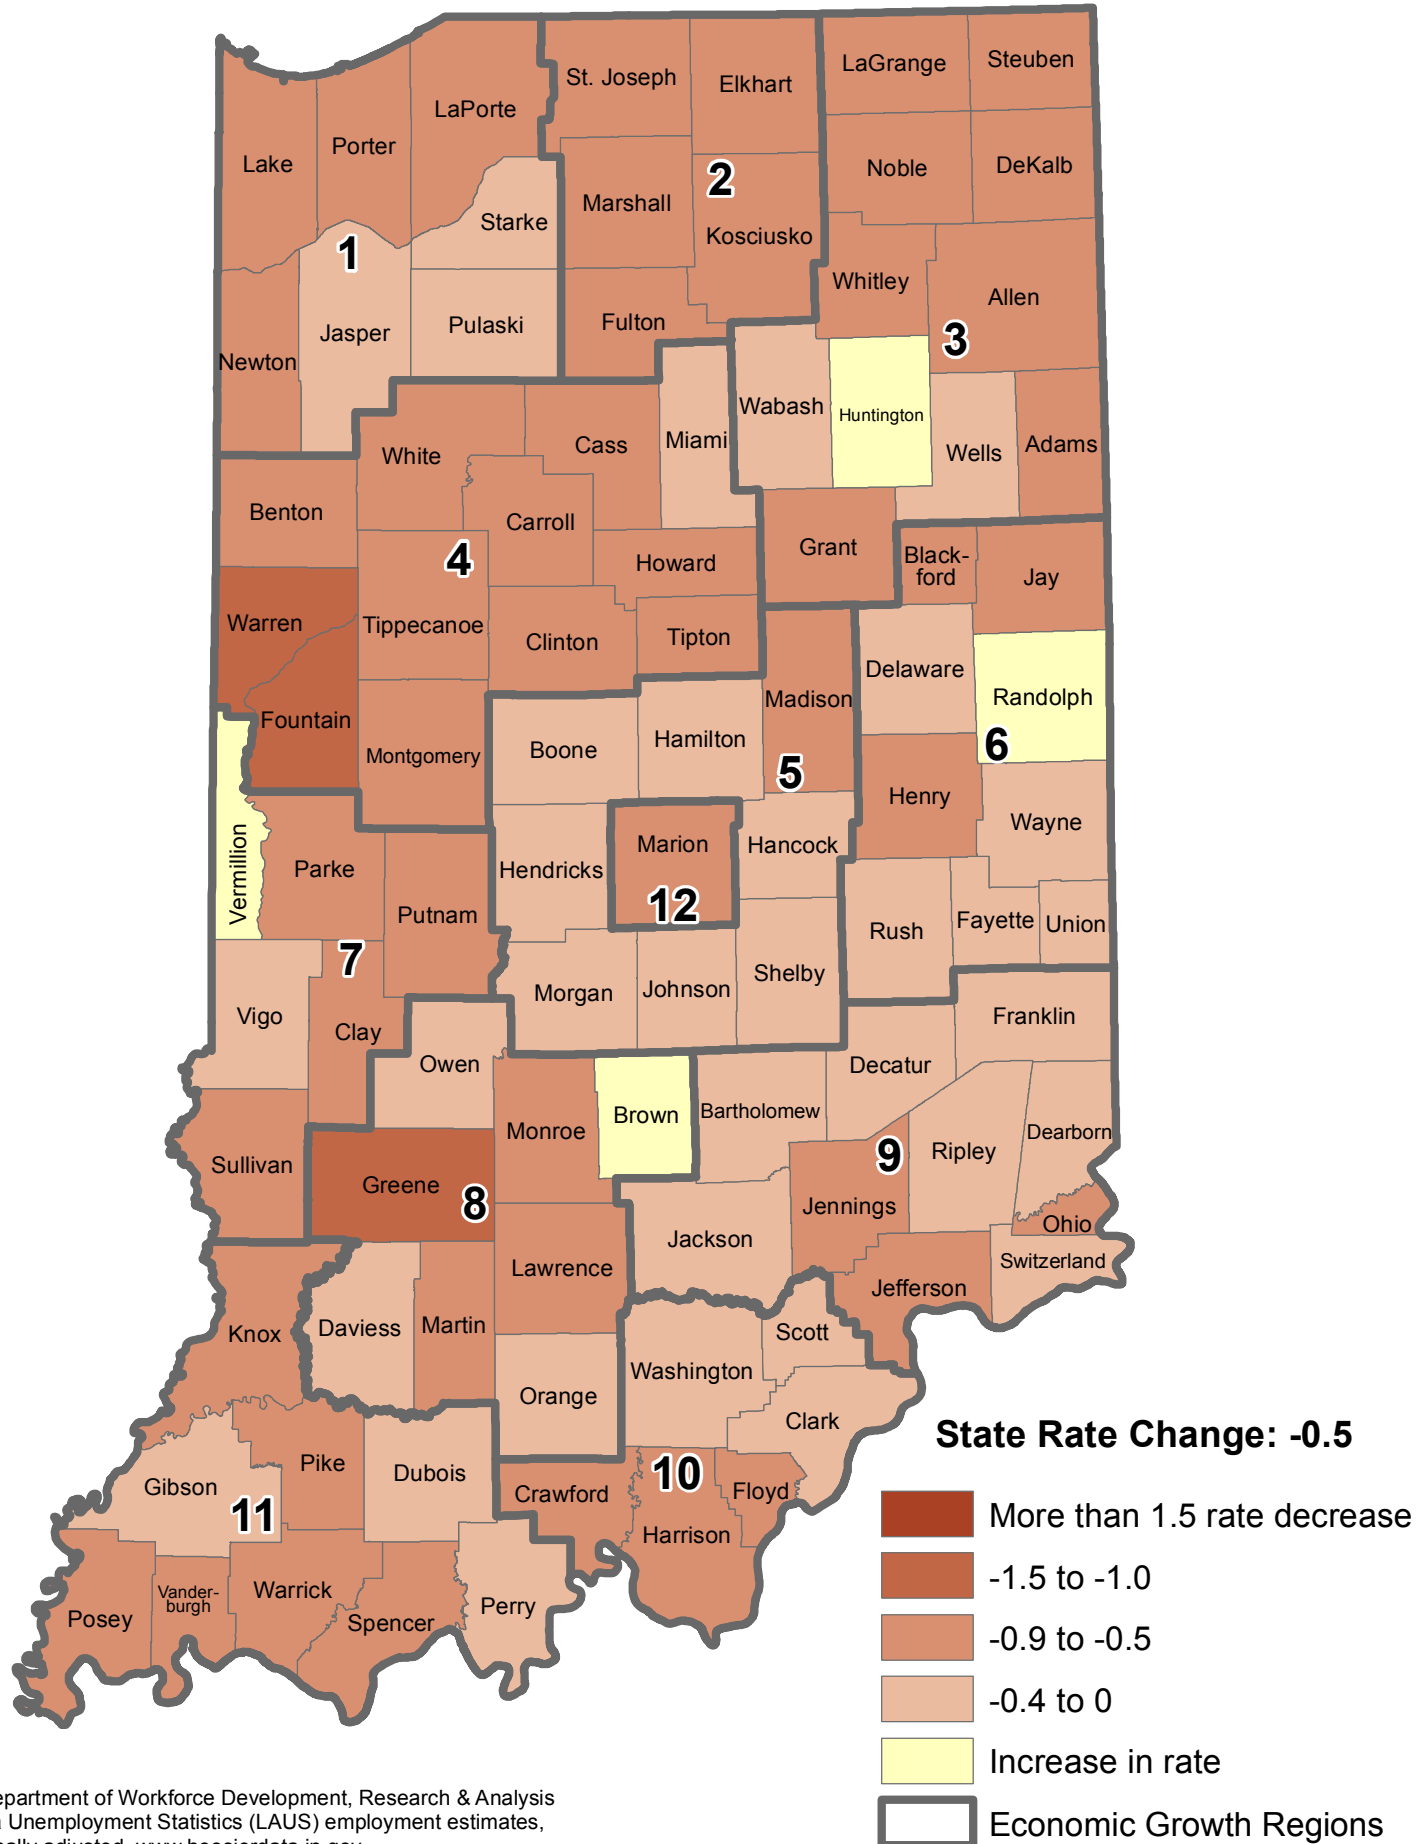 St. Joseph
Elkhart
LaGrange
Steuben
LaPorte
Porter
Lake
Noble
DeKalb
2
Marshall
Starke
Kosciusko
1
Whitley
Allen
Jasper
Pulaski
Fulton
3
Newton
Wabash
Huntington
Miami
Cass
White
Wells
Adams
Benton
Carroll
4
Howard
Grant
Black-
ford
Jay
Warren
Tippecanoe
Clinton
Tipton
Delaware
Randolph
Madison
Fountain
Hamilton
Boone
6
Montgomery
5
Henry
Wayne
Marion
Hancock
Vermillion
Parke
Hendricks
12
Putnam
Rush
Fayette
Union
7
Shelby
Morgan
Johnson
Vigo
Clay
Franklin
Owen
Decatur
Brown
Bartholomew
Monroe
Dearborn
Ripley
9
Sullivan
Greene
8
Jennings
Ohio
Jackson
Switzerland
Lawrence
Jefferson
Knox
Daviess
Martin
Scott
Washington
Orange
Clark
State Rate Change: -0.5
Pike
Dubois
10
Gibson
Crawford
Floyd
11
Harrison
More than 1.5 rate decrease
-1.5 to -1.0
Vander-
burgh
Warrick
Posey
Spencer
Perry
-0.9 to -0.5
-0.4 to 0
Increase in rate
Economic Growth Regions
epartment of Workforce Development, Research & Analysis
Unemployment Statistics (LAUS) employment estimates,